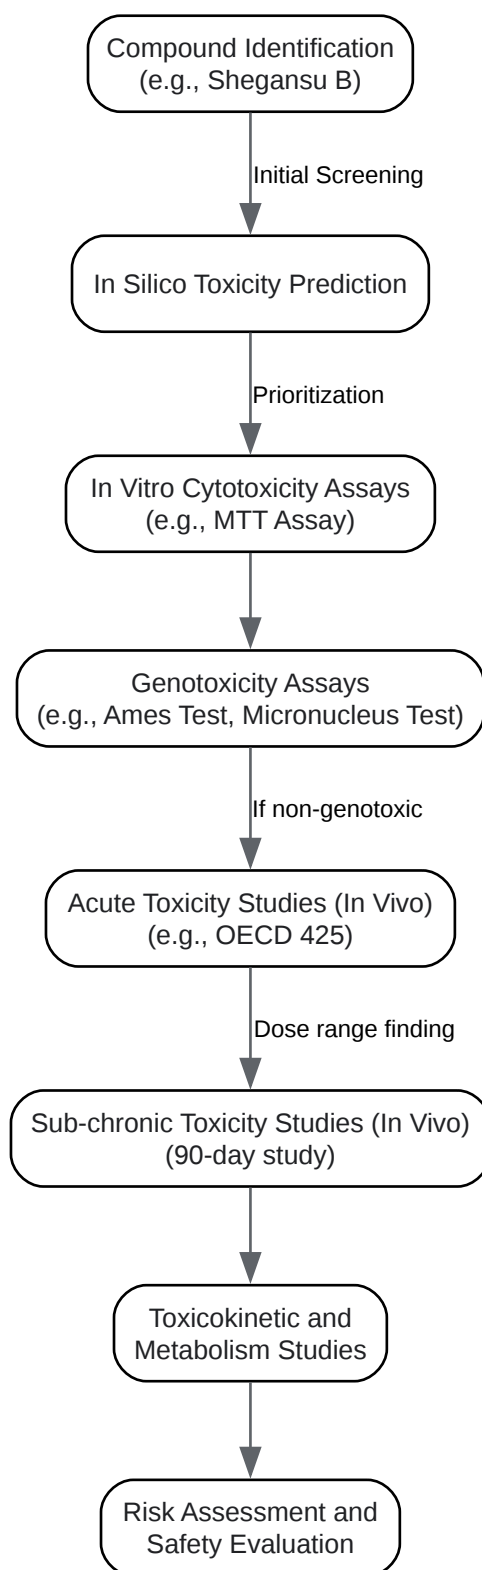 Compound Identification
(e.g., Shegansu B)
Initial Screening
In Silico Toxicity Prediction
Prioritization
In Vitro Cytotoxicity Assays
(e.g., MTT Assay)
Genotoxicity Assays
(e.g., Ames Test, Micronucleus Test)
If non-genotoxic
Acute Toxicity Studies (In Vivo)
(e.g., OECD 425)
Dose range finding
Sub-chronic Toxicity Studies (In Vivo)
(90-day study)
Toxicokinetic and
Metabolism Studies
Risk Assessment and
Safety Evaluation